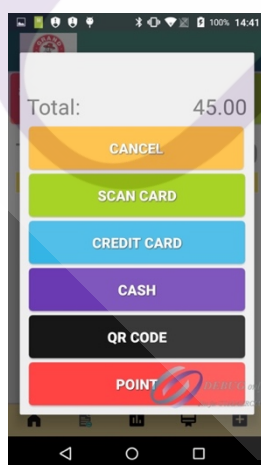 100% 14:41
Total: 45.00
CANCEL
SCAN CARD
CREDIT CARD
CASH
QR CODE
POINT